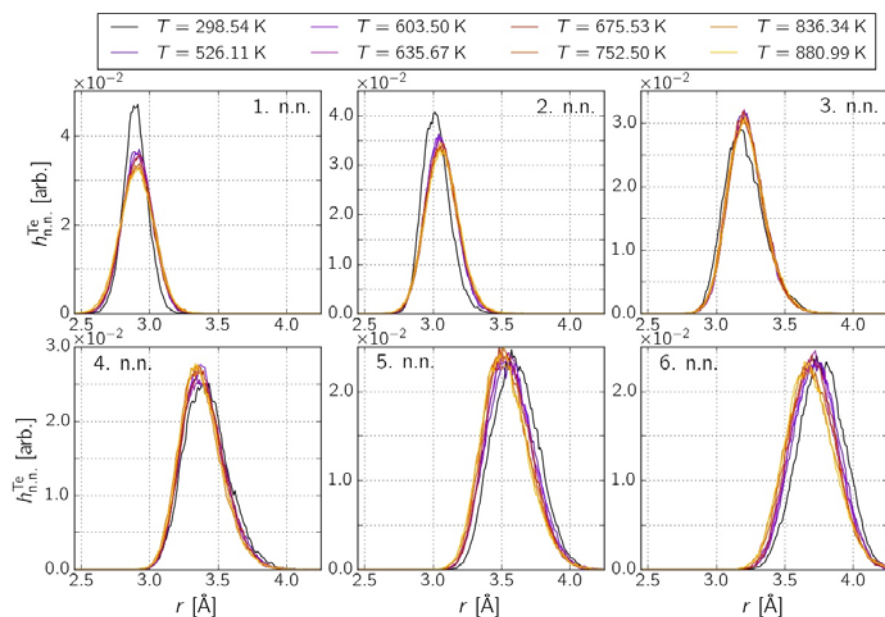 T = 298.54 K T = 603.50 K T = 675.53 K T = 836.34 K
T = 526.11 K T = 635.67 K T = 752.50 K T = 880.99 K
×10⁻² ×10⁻² ×10⁻²
1. n.n. 2. n.n. 3. n.n.
h_{n.n.}^{Te} [arb.]
4 4.0 3.0
3.0
2 2.0 2.0
1.0 1.0
0 0.0 0.0
2.5 3.0 3.5 4.0 2.5 3.0 3.5 4.0 2.5 3.0 3.5 4.0
×10⁻² ×10⁻² ×10⁻²
4. n.n. 5. n.n. 6. n.n.
h_{n.n.}^{Te} [arb.]
3.0
2.0 2.0 2.0
1.0 1.0 1.0
0.0 0.0 0.0
2.5 3.0 3.5 4.0 2.5 3.0 3.5 4.0 2.5 3.0 3.5 4.0
r [Å] r [Å] r [Å]